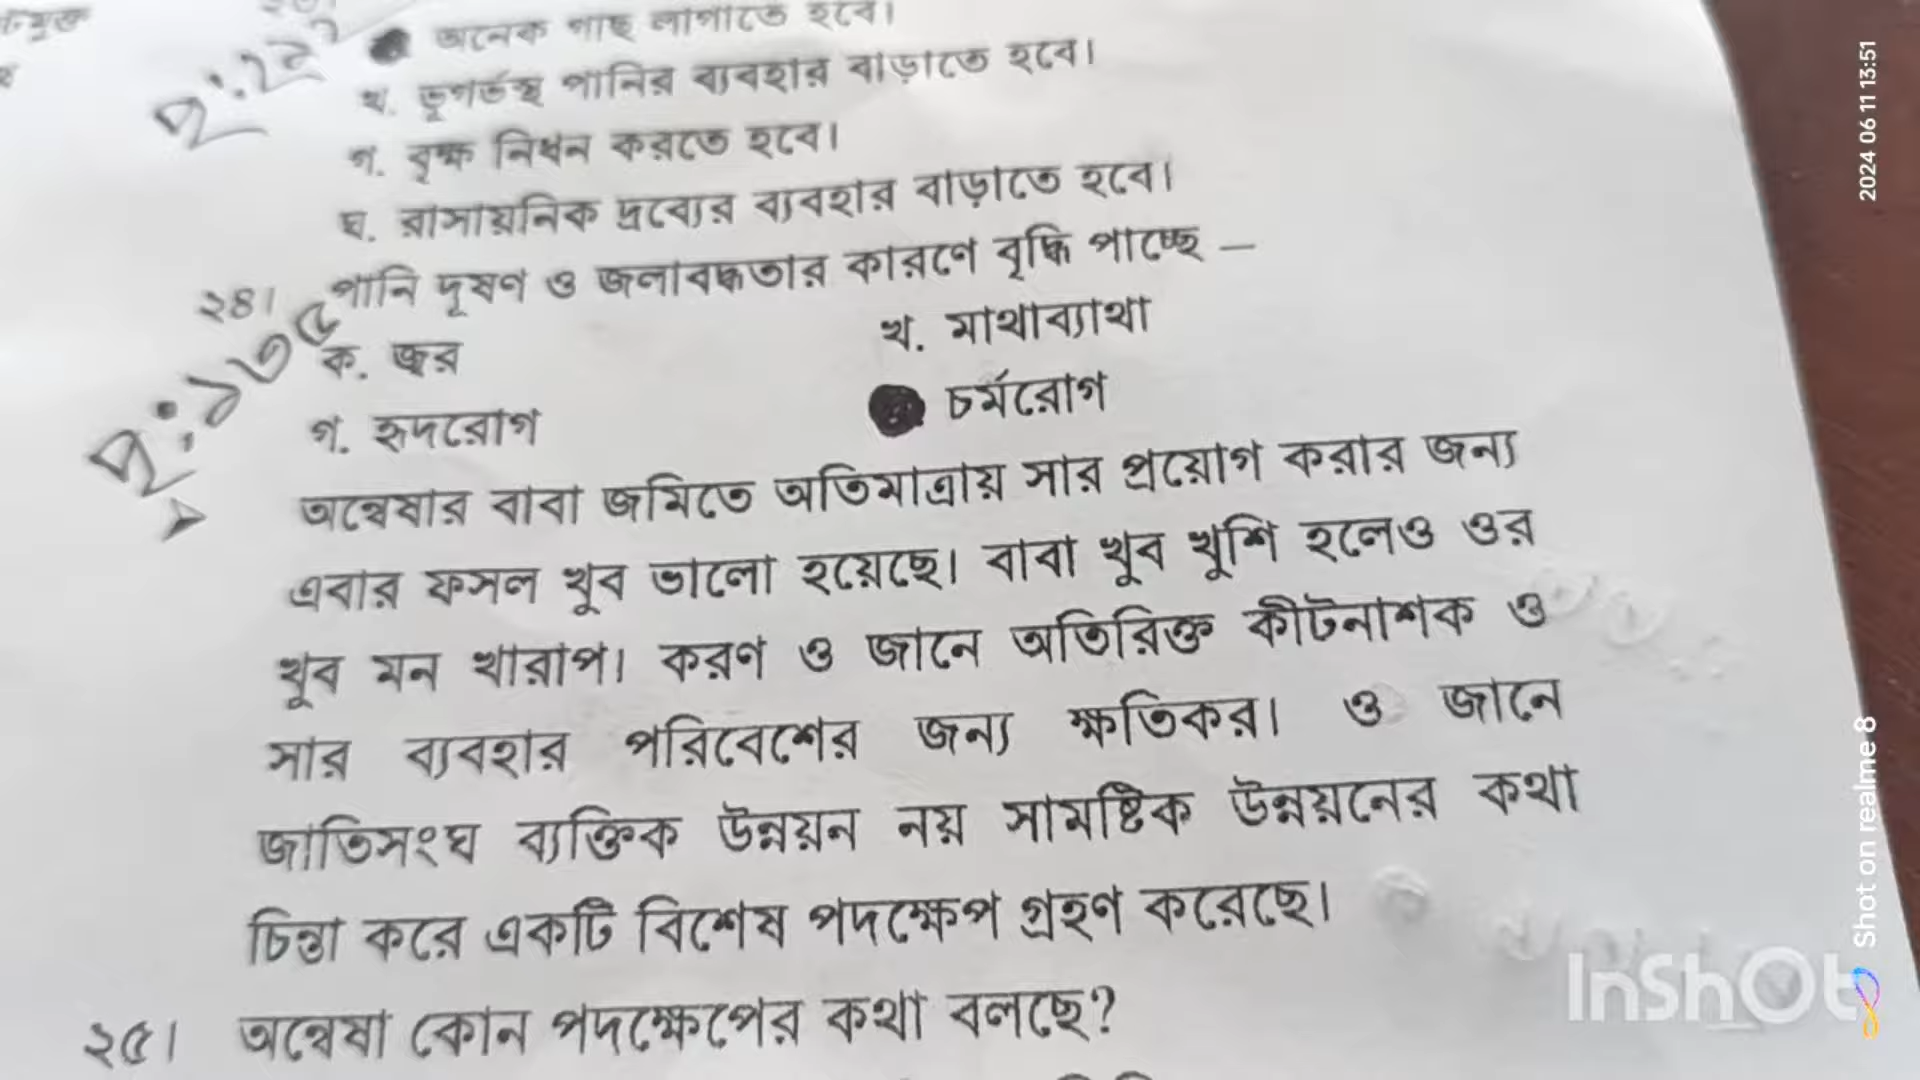 অনেক গাছ লাগাতে হবে।
খ. ভূগর্ভস্থ পানির ব্যবহার বাড়াতে হবে।
গ. বৃক্ষ নিধন করতে হবে।
ঘ. রাসায়নিক দ্রব্যের ব্যবহার বাড়াতে হবে।
২৪। পানি দূষণ ও জলাবদ্ধতার কারণে বৃদ্ধি পাচ্ছে –
পৃ:১৩৫
ক. জ্বর খ. মাথাব্যাথা
গ. হৃদরোগ চর্মরোগ
অন্বেষার বাবা জমিতে অতিমাত্রায় সার প্রয়োগ করার জন্য
এবার ফসল খুব ভালো হয়েছে। বাবা খুব খুশি হলেও ওর
খুব মন খারাপ। করণ ও জানে অতিরিক্ত কীটনাশক ও
সার ব্যবহার পরিবেশের জন্য ক্ষতিকর। ও জানে
জাতিসংঘ ব্যক্তিক উন্নয়ন নয় সামষ্টিক উন্নয়নের কথা
চিন্তা করে একটি বিশেষ পদক্ষেপ গ্রহণ করেছে।
২৫। অন্বেষা কোন পদক্ষেপের কথা বলছে?
2024 06 11 13:51
Shot on realme 8
InShOt